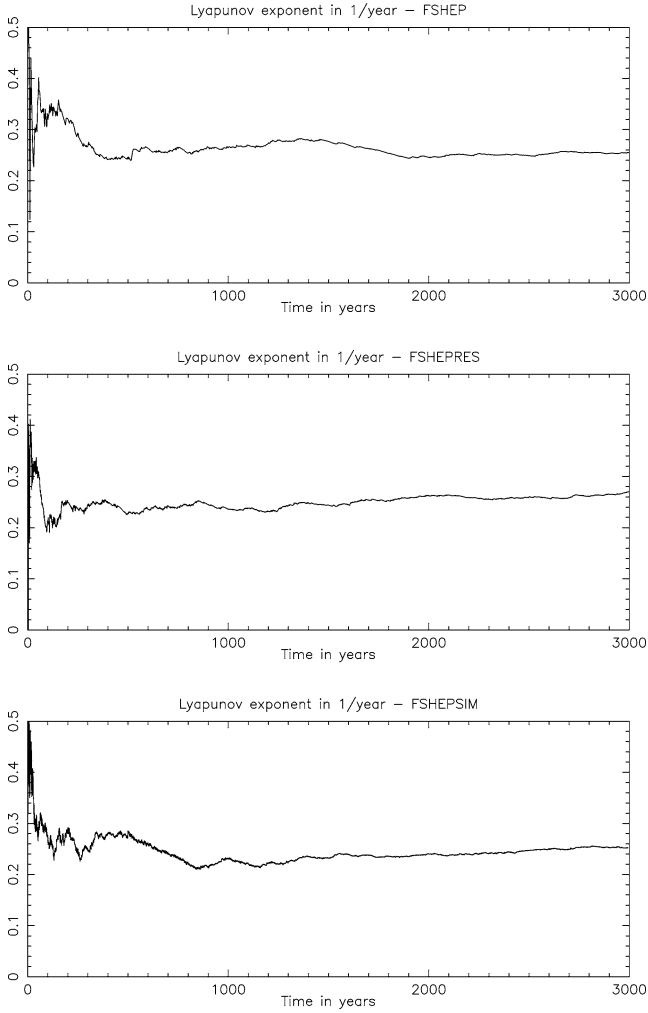 Lyapunov exponent in 1/year – FSHEP
0.5
0.4
0.3
0.2
0.1
0
0 1000 2000 3000
Time in years
Lyapunov exponent in 1/year – FSHEPRES
0.5
0.4
0.3
0.2
0.1
0
0 1000 2000 3000
Time in years
Lyapunov exponent in 1/year – FSHEPSIM
0.5
0.4
0.3
0.2
0.1
0
0 1000 2000 3000
Time in years